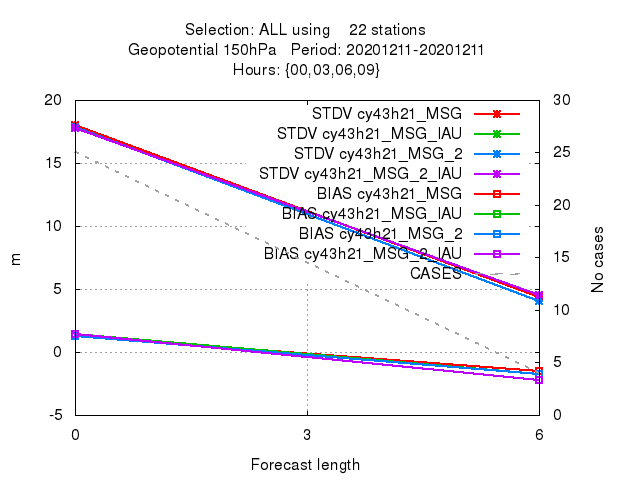 Selection: ALL using 22 stations
Geopotential 150hPa Period: 20201211-20201211
Hours: {00,03,06,09}
20
15
10
5
0
-5
m
30
25
20
15
10
5
0
No cases
STDV cy43h21_MSG
STDV cy43h21_MSG_IAU
STDV cy43h21_MSG_2
STDV cy43h21_MSG_2_IAU
BIAS cy43h21_MSG
BIAS cy43h21_MSG_IAU
BIAS cy43h21_MSG_2
BIAS cy43h21_MSG_2_IAU
CASES
0 3 6
Forecast length